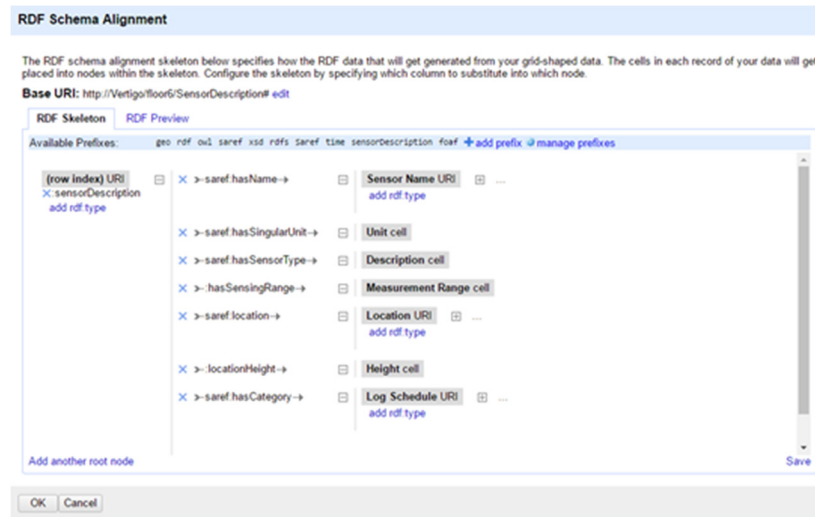 RDF Schema Alignment
The RDF schema alignment skeleton below specifies how the RDF data that will get generated from your grid-shaped data. The cells in each record of your data will get
placed into nodes within the skeleton. Configure the skeleton by specifying which column to substitute into which node.
Base URI: http://Vertigo/floor6/SensorDescription# edit
RDF Skeleton RDF Preview
Available Prefixes: geo rdf owl saref xsd rdfs Saref time sensorDescription foaf add prefix manage prefixes
(row index) URI
:sensorDescription
add rdf:type
saref:hasName
Sensor Name URI ...
add rdf:type
saref:hasSingularUnit
Unit cell
saref:hasSensorType
Description cell
:hasSensingRange
Measurement Range cell
saref:location
Location URI ...
add rdf:type
:locationHeight
Height cell
saref:hasCategory
Log Schedule URI ...
add rdf:type
Add another root node
Save
OK Cancel